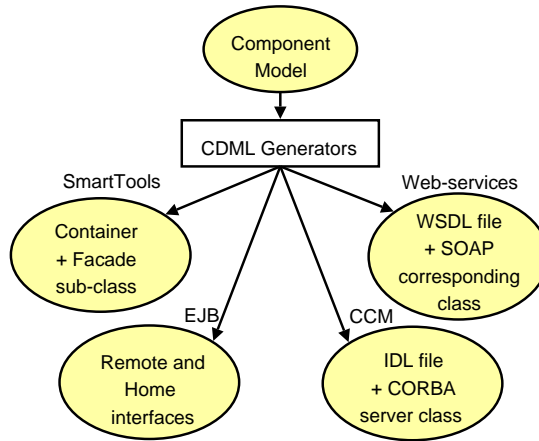 Component
Model
CDML Generators
SmartTools
Web-services
Container
+ Facade
sub-class
WSDL file
+ SOAP
corresponding
class
EJB
CCM
Remote and
Home
interfaces
IDL file
+ CORBA
server class